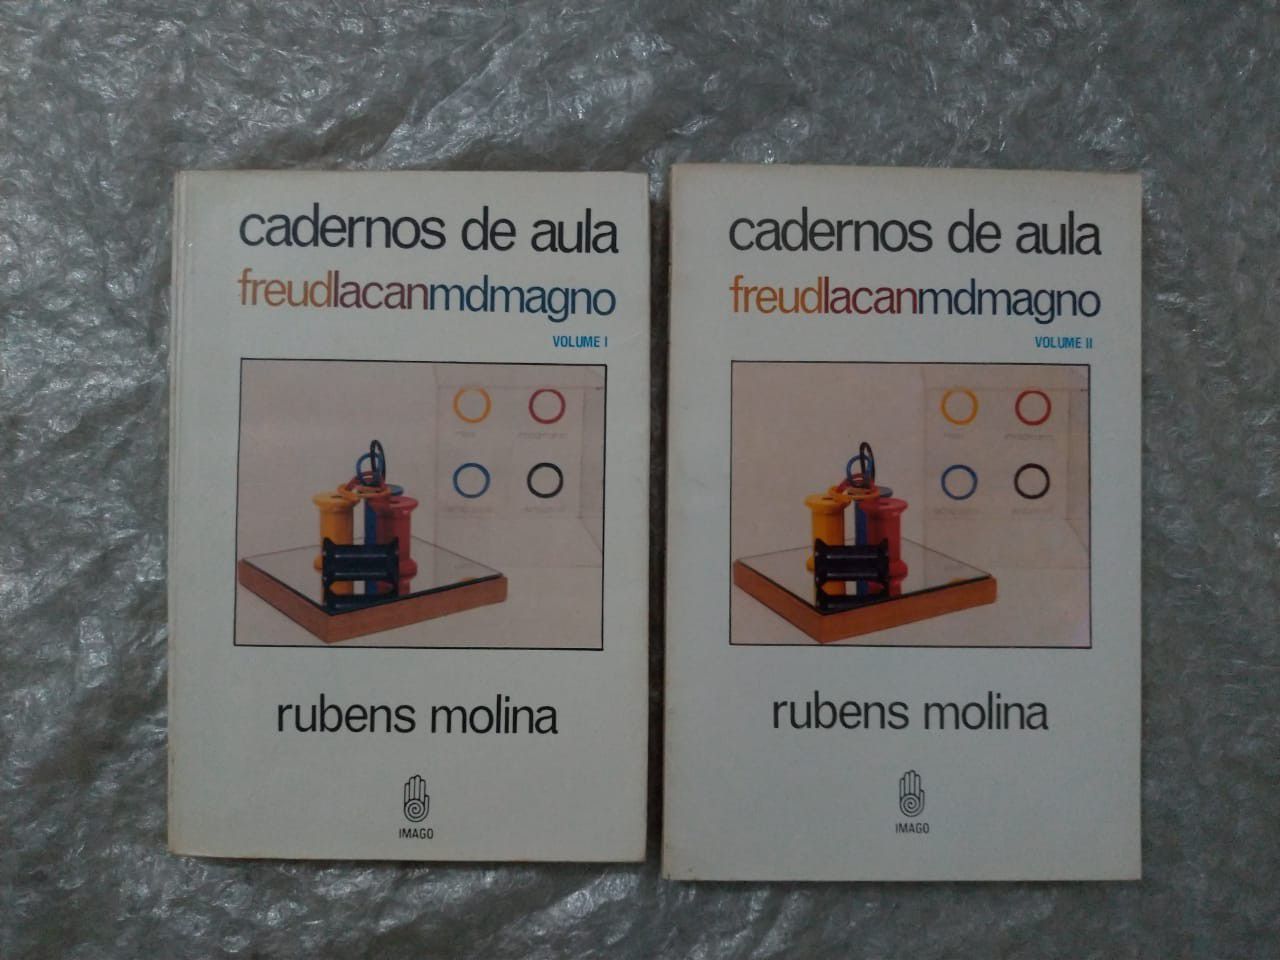 cadernos de aula
freudlacanmdmagno
VOLUME I
rubens molina
IMAGO
cadernos de aula
freudlacanmdmagno
VOLUME II
rubens molina
IMAGO